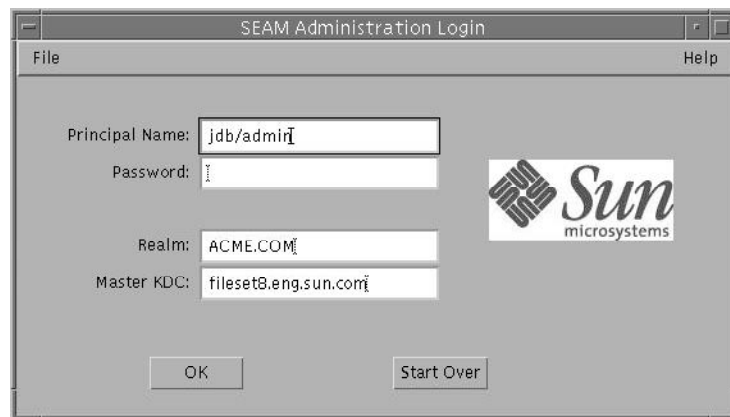 SEAM Administration Login
File Help
Principal Name: jdb/admin
Password:
Sun
microsystems
Realm: ACME.COM
Master KDC: fileset8.eng.sun.com
OK Start Over